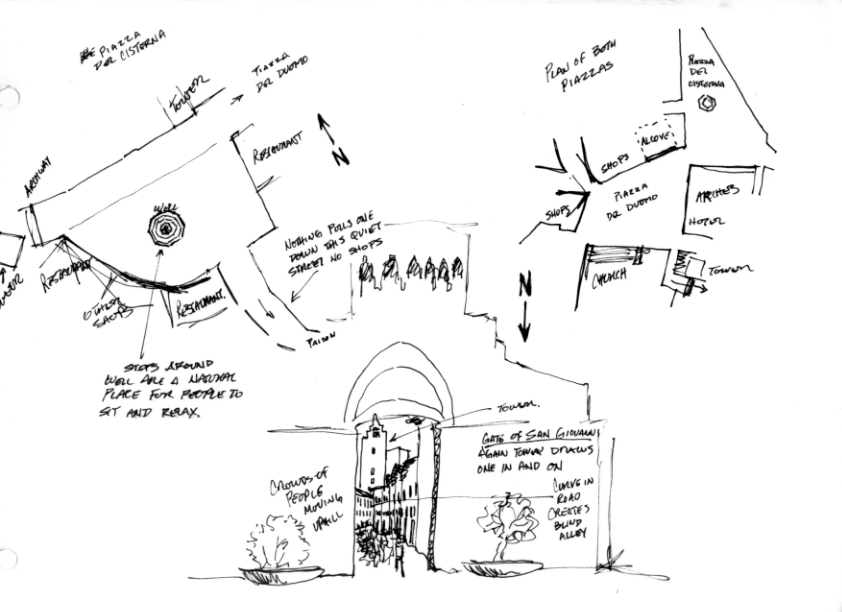 THE PIAZZA
DEL CISTERNA
TOWER
PIAZZA
DEL DUOMO
ARCHWAY
RESTAURANT
N
WELL
NOTHING PULLS ONE
DOWN THIS QUIET
STREET NO SHOPS
RESTAURANT
OTHER
SHOPS
RESTAURANT
PRISON
STEPS AROUND
WELL ARE A NATURAL
PLACE FOR PEOPLE TO
SIT AND RELAX.
PLAN OF BOTH
PIAZZAS
PIAZZA
DEL
CISTERNA
ALCOVE
SHOPS
PIAZZA
DEL DUOMO
SHOPS
ARCHES
HOTEL
CHURCH
TOWER
N
TOWER.
GATE OF SAN GIOVANNI
AGAIN TOWER DRAWS
ONE IN AND ON
CROWDS OF
PEOPLE
MOVING
UPHILL
CURVE IN
ROAD
CREATES
BLIND
ALLEY